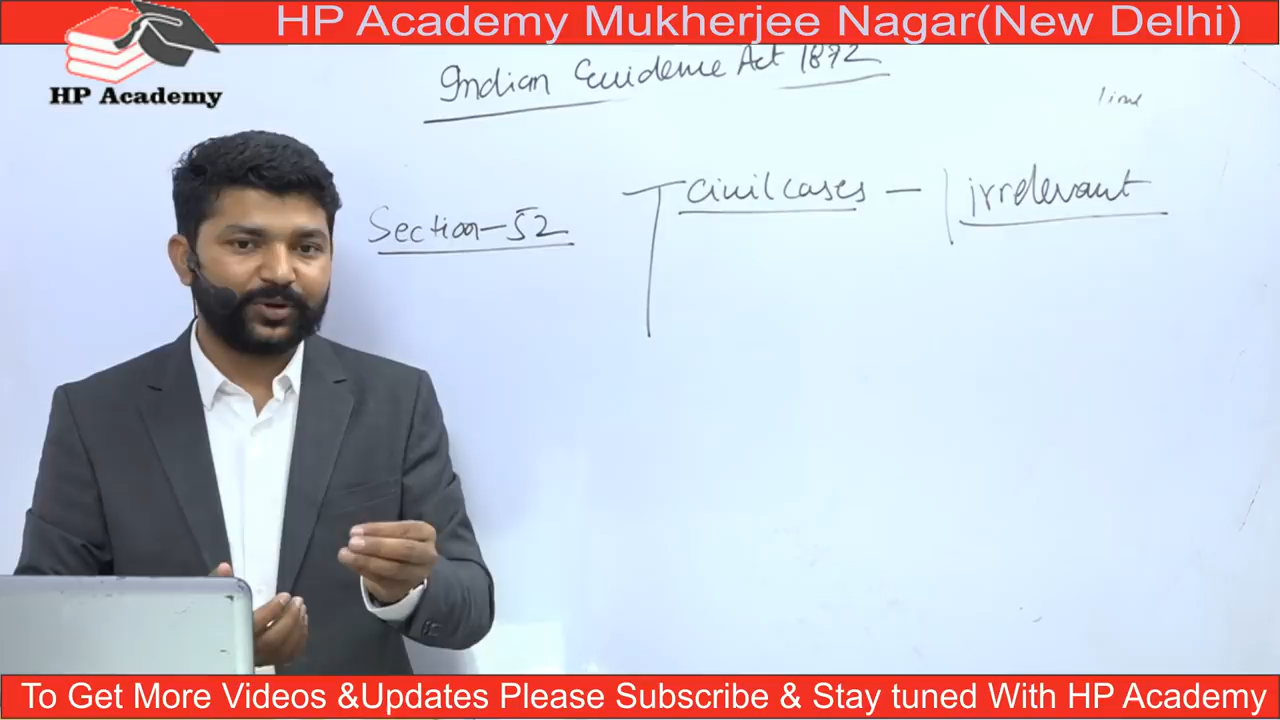 HP Academy Mukherjee Nagar(New Delhi)
HP Academy
Indian Evidence Act 1872
Section-52
civil cases - irrelevant
To Get More Videos &Updates Please Subscribe & Stay tuned With HP Academy